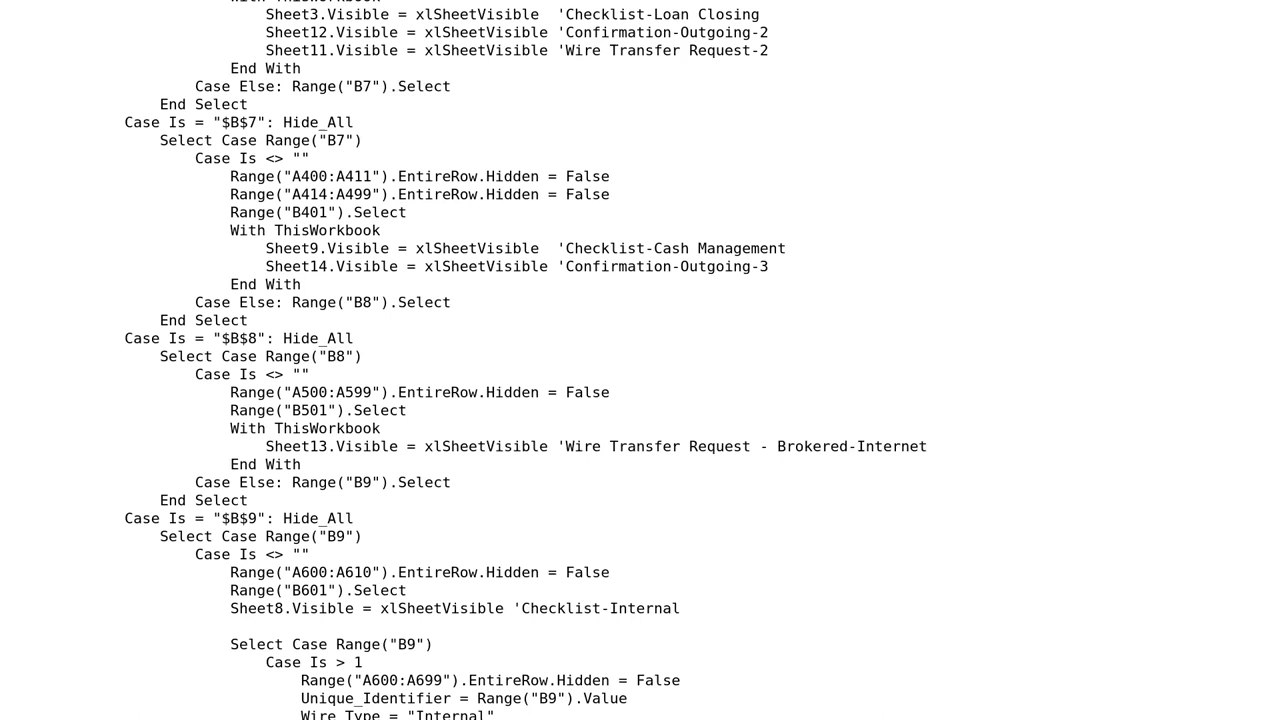 With ThisWorkbook
Sheet3.Visible = xlSheetVisible  'Checklist-Loan Closing
Sheet12.Visible = xlSheetVisible 'Confirmation-Outgoing-2
Sheet11.Visible = xlSheetVisible 'Wire Transfer Request-2
End With
Case Else: Range("B7").Select
End Select
Case Is = "$B$7": Hide_All
Select Case Range("B7")
Case Is <> ""
Range("A400:A411").EntireRow.Hidden = False
Range("A414:A499").EntireRow.Hidden = False
Range("B401").Select
With ThisWorkbook
Sheet9.Visible = xlSheetVisible  'Checklist-Cash Management
Sheet14.Visible = xlSheetVisible 'Confirmation-Outgoing-3
End With
Case Else: Range("B8").Select
End Select
Case Is = "$B$8": Hide_All
Select Case Range("B8")
Case Is <> ""
Range("A500:A599").EntireRow.Hidden = False
Range("B501").Select
With ThisWorkbook
Sheet13.Visible = xlSheetVisible 'Wire Transfer Request - Brokered-Internet
End With
Case Else: Range("B9").Select
End Select
Case Is = "$B$9": Hide_All
Select Case Range("B9")
Case Is <> ""
Range("A600:A610").EntireRow.Hidden = False
Range("B601").Select
Sheet8.Visible = xlSheetVisible 'Checklist-Internal
Select Case Range("B9")
Case Is > 1
Range("A600:A699").EntireRow.Hidden = False
Unique_Identifier = Range("B9").Value
Wire_Type = "Internal"